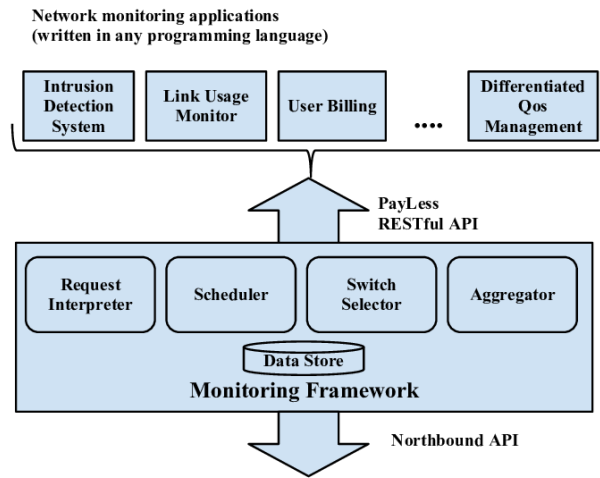 Network monitoring applications
(written in any programming language)
Intrusion
Detection
System
Link Usage
Monitor
User Billing
....
Differentiated
Qos
Management
PayLess
RESTful API
Request
Interpreter
Scheduler
Switch
Selector
Aggregator
Data Store
Monitoring Framework
Northbound API